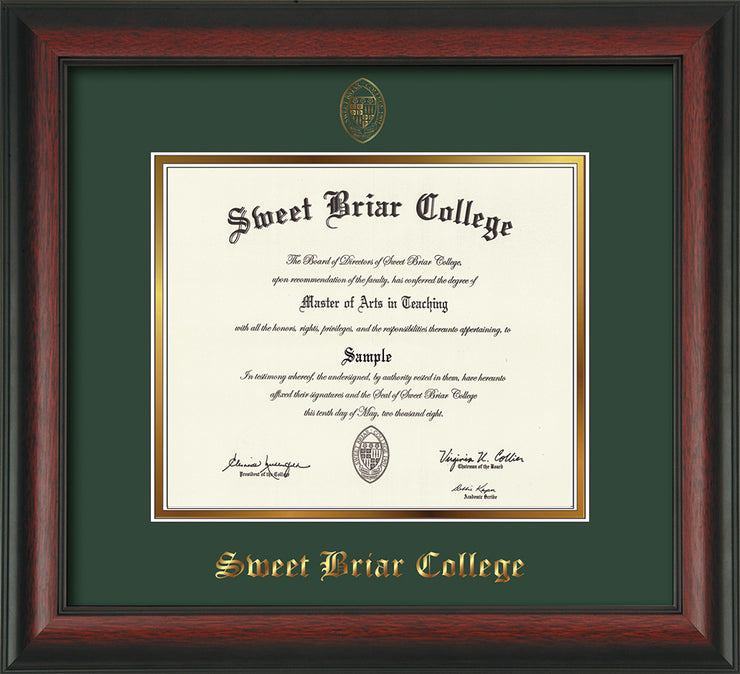 Sweet Briar College
The Board of Directors of Sweet Briar College,
upon recommendation of the faculty, has conferred the degree of
Master of Arts in Teaching
with all the honors, rights, privileges, and the responsibilities thereunto appertaining, to
Sample
In testimony whereof, the undersigned, by authority vested in them, have hereunto
affixed their signatures and the Seal of Sweet Briar College
this tenth day of May, two thousand eight.
Virginia U. Collier
President of the College
Chairman of the Board
Academic Scribe
Sweet Briar College